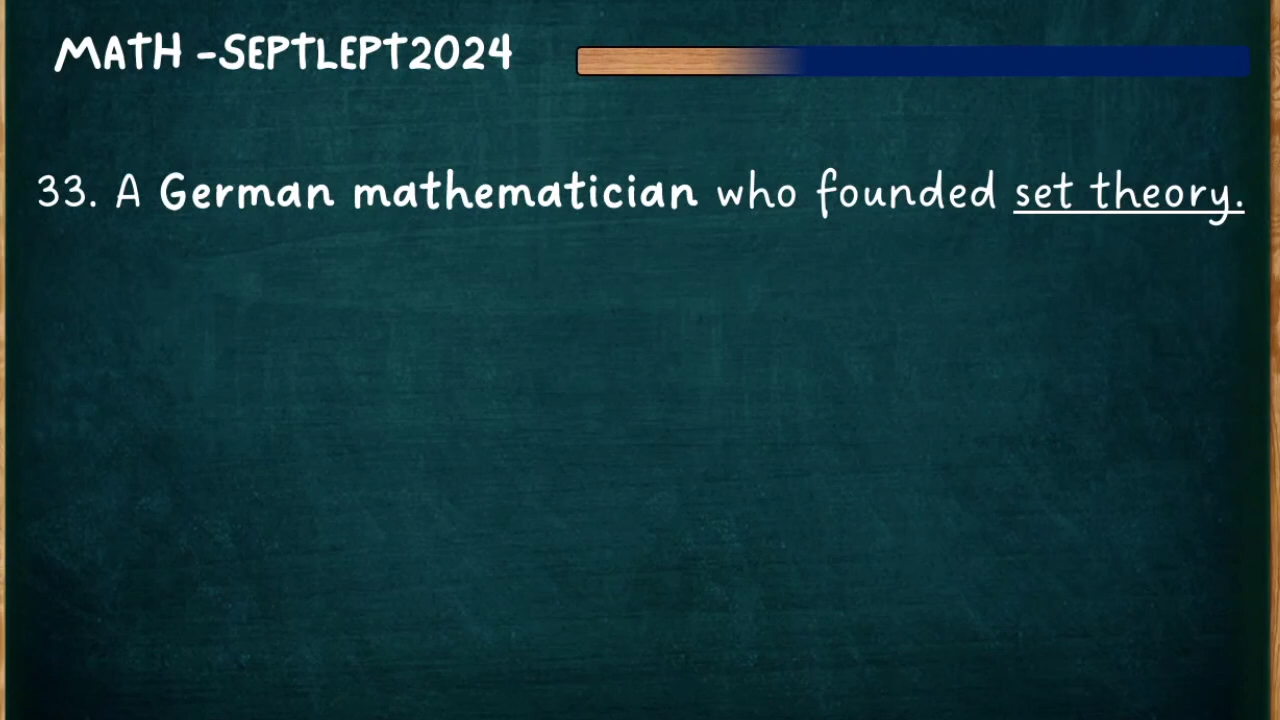 MATH -SEPTLEPT2024
33. A German mathematician who founded set theory.